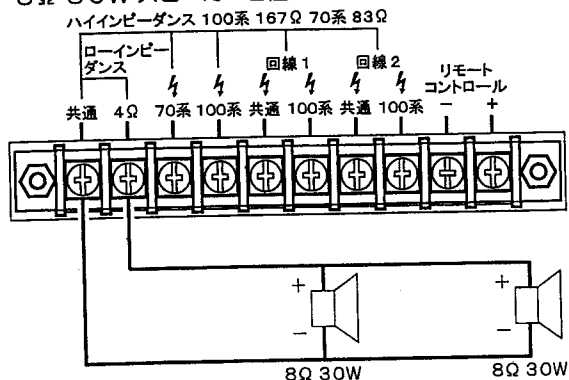 ハイインピーダンス 100系 167Ω 70系 83Ω
ローインピー
ダンス
回線1
回線2
リモート
コントロール
共通 4Ω 70系 100系 共通 100系 共通 100系 − +
+
−
8Ω 30W
+
−
8Ω 30W